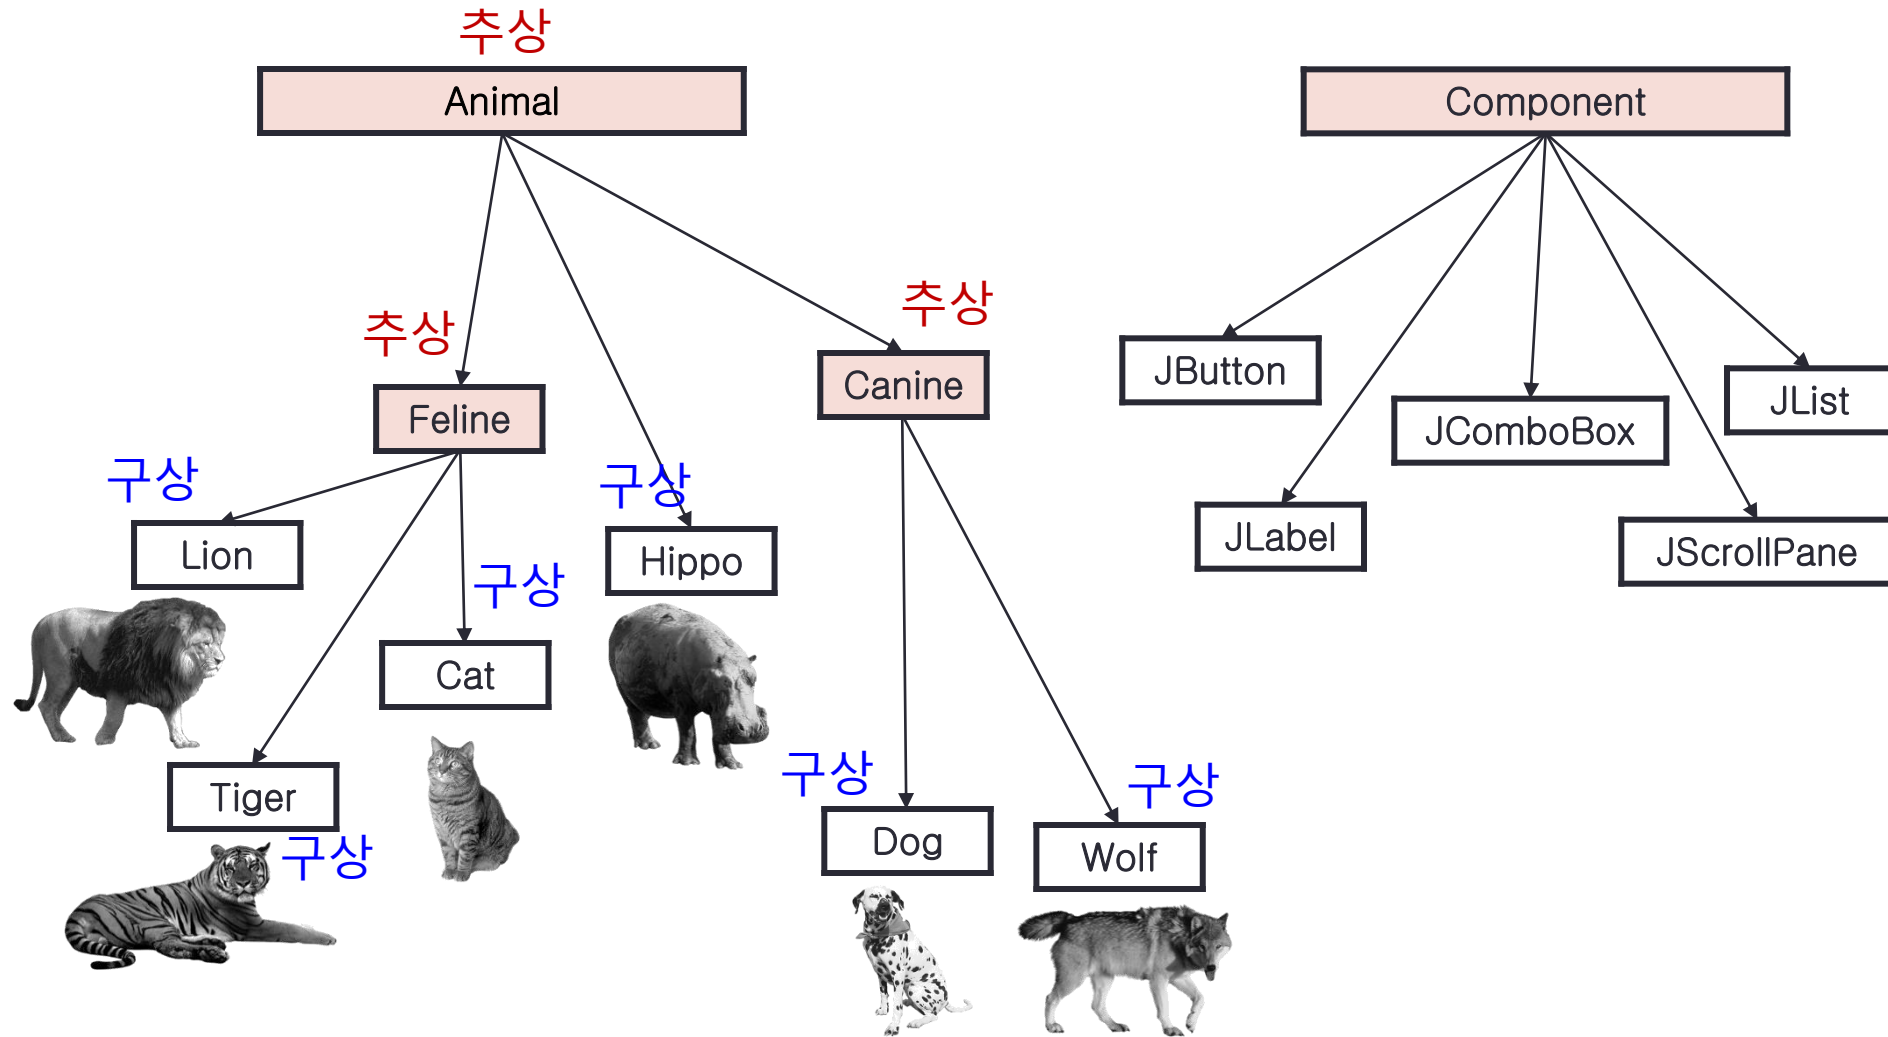 추상
Animal
Component
추상
추상
Feline
Canine
JButton
JComboBox
JList
구상
Lion
구상
Hippo
JLabel
JScrollPane
구상
Cat
구상
Tiger
구상
Dog
구상
Wolf